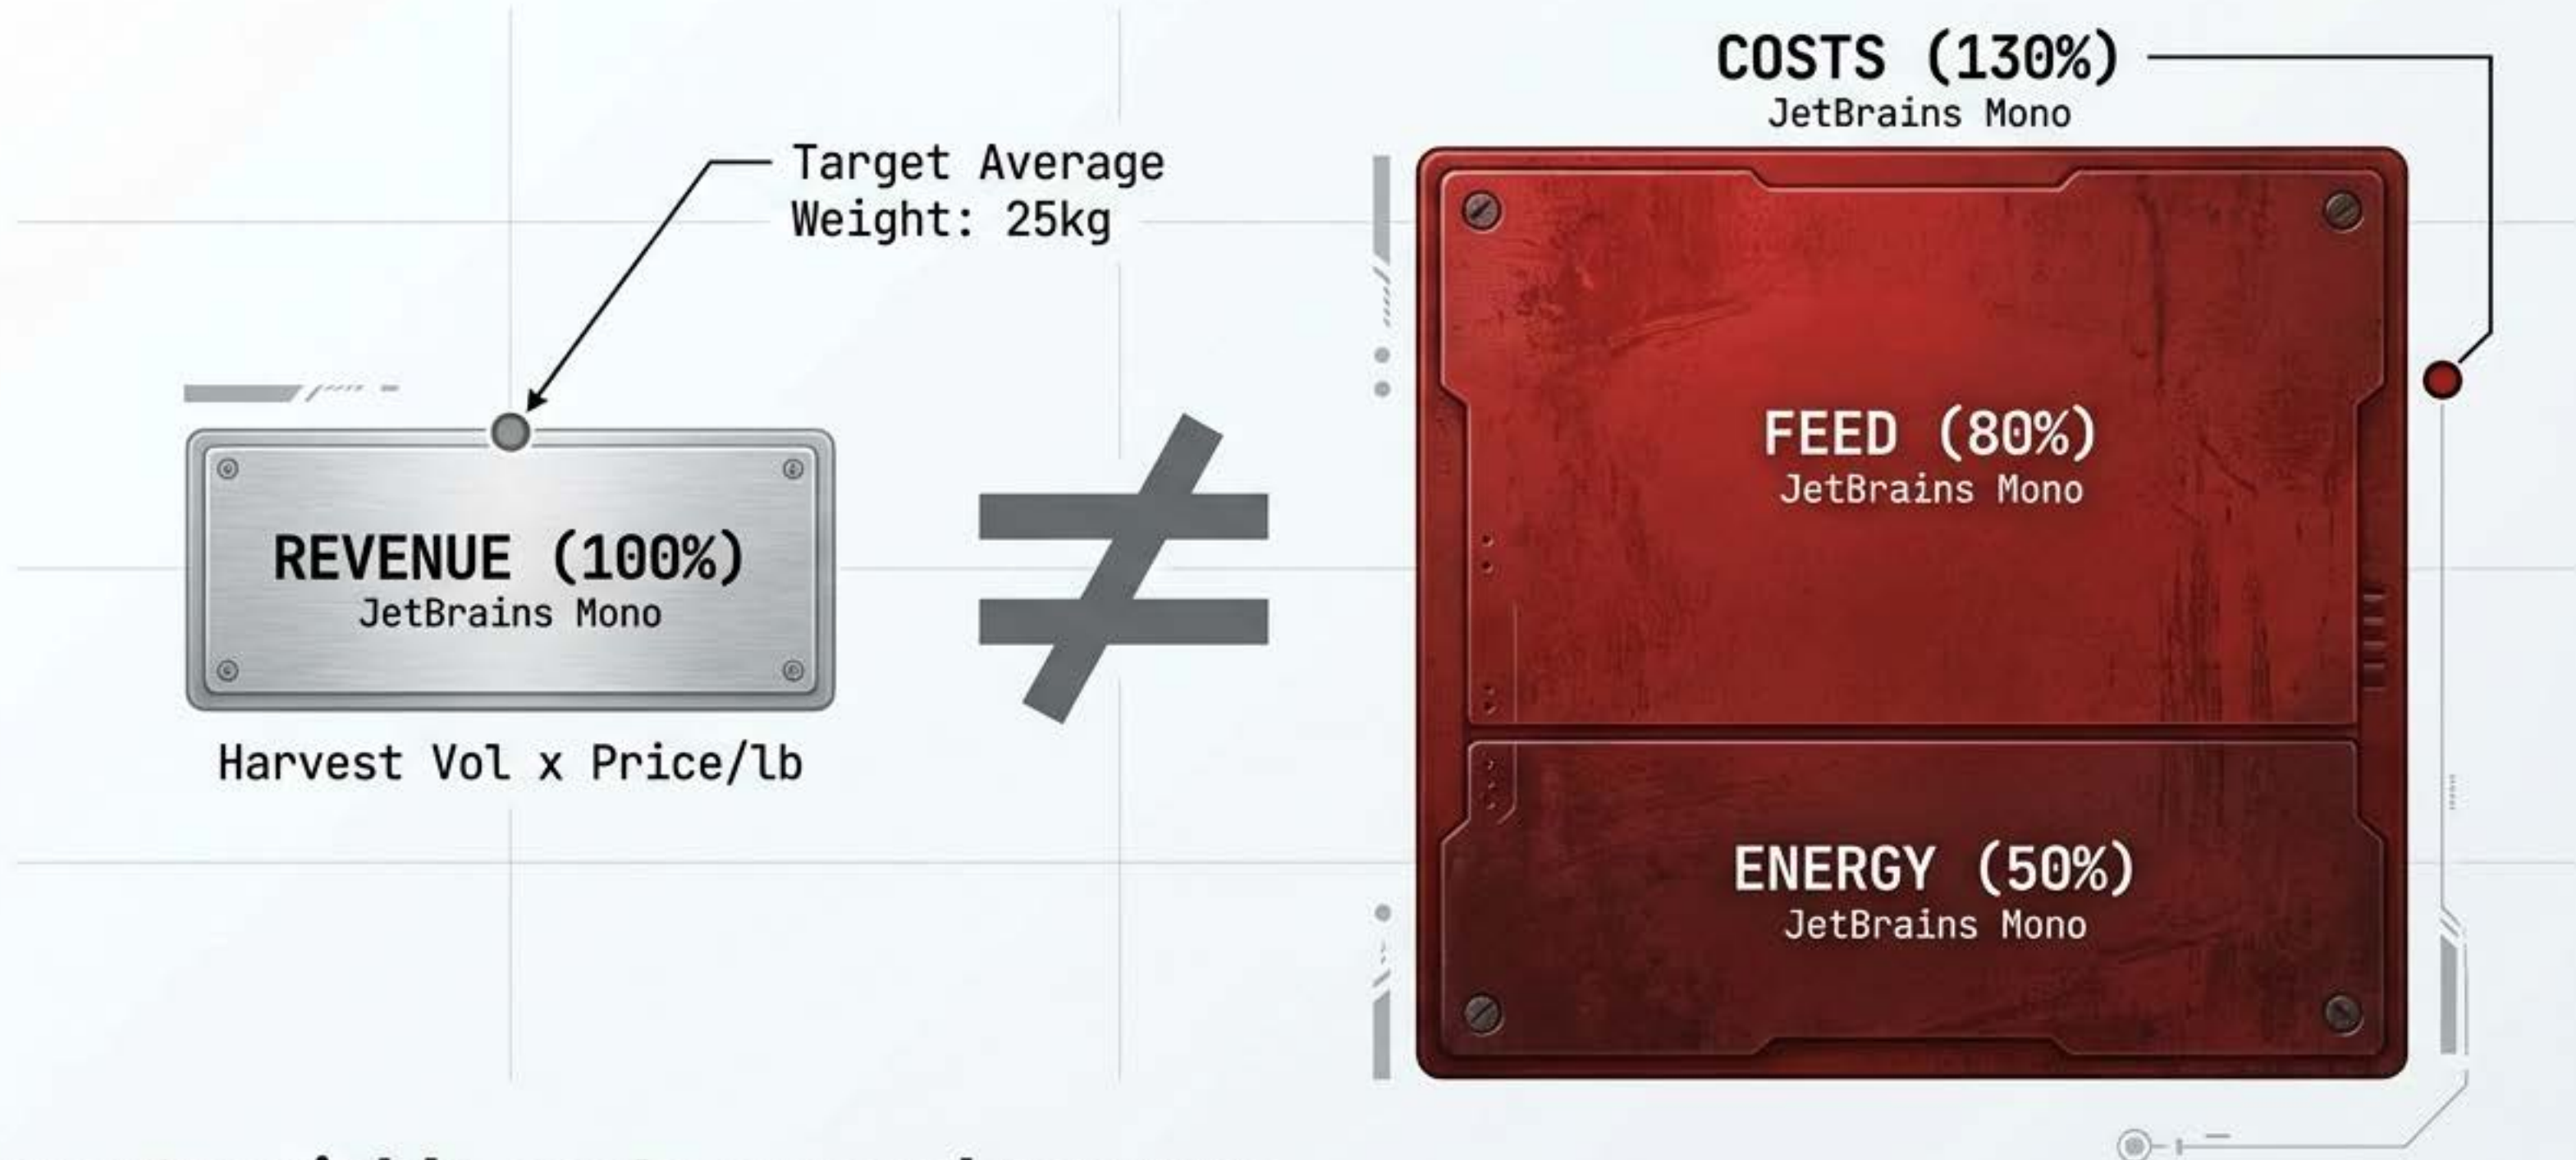 COSTS (130%)
JetBrains Mono
Target Average
Weight: 25kg
REVENUE (100%)
JetBrains Mono
Harvest Vol x Price/lb
FEED (80%)
JetBrains Mono
ENERGY (50%)
JetBrains Mono